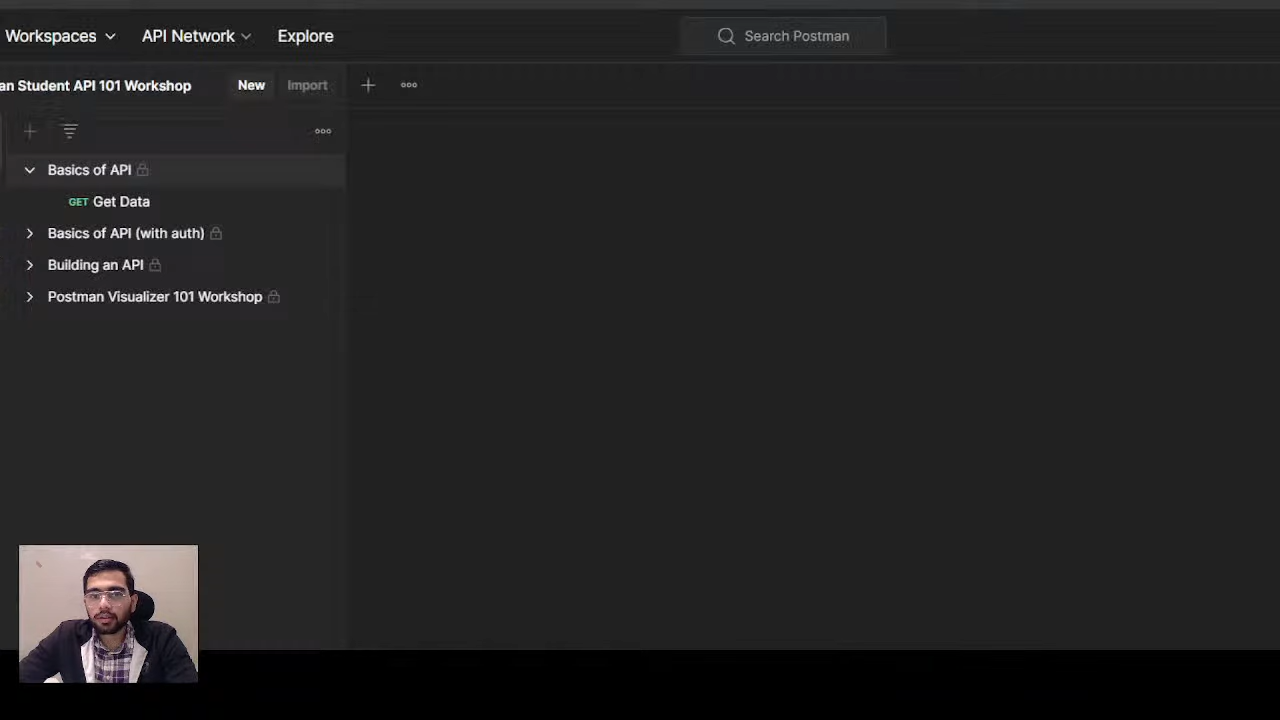 Workspaces API Network Explore Search Postman
an Student API 101 Workshop New Import
Basics of API
GET Get Data
Basics of API (with auth)
Building an API
Postman Visualizer 101 Workshop